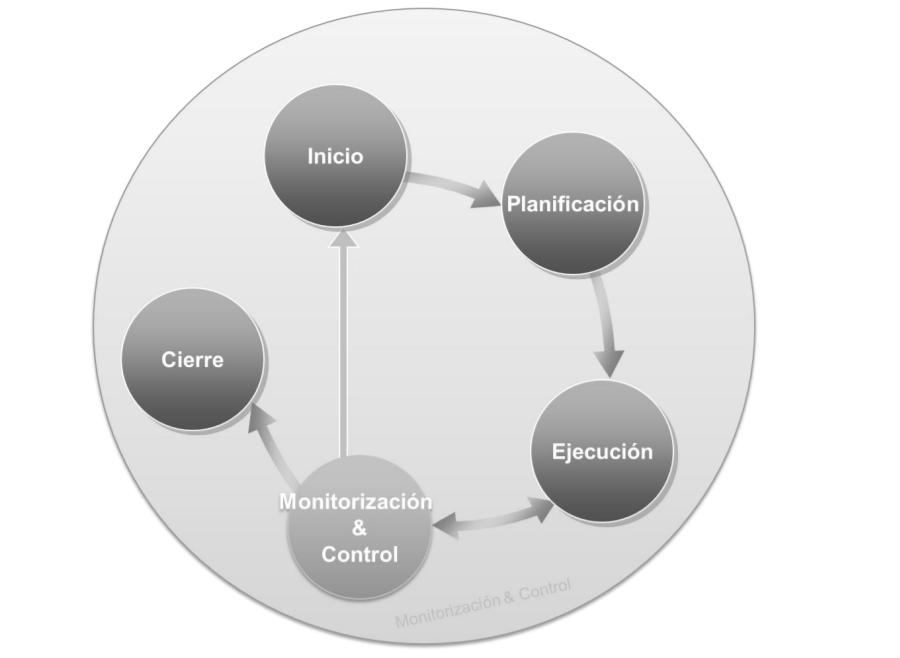 Inicio
Planificación
Cierre
Ejecución
Monitorización
&
Control
Monitorización & Control